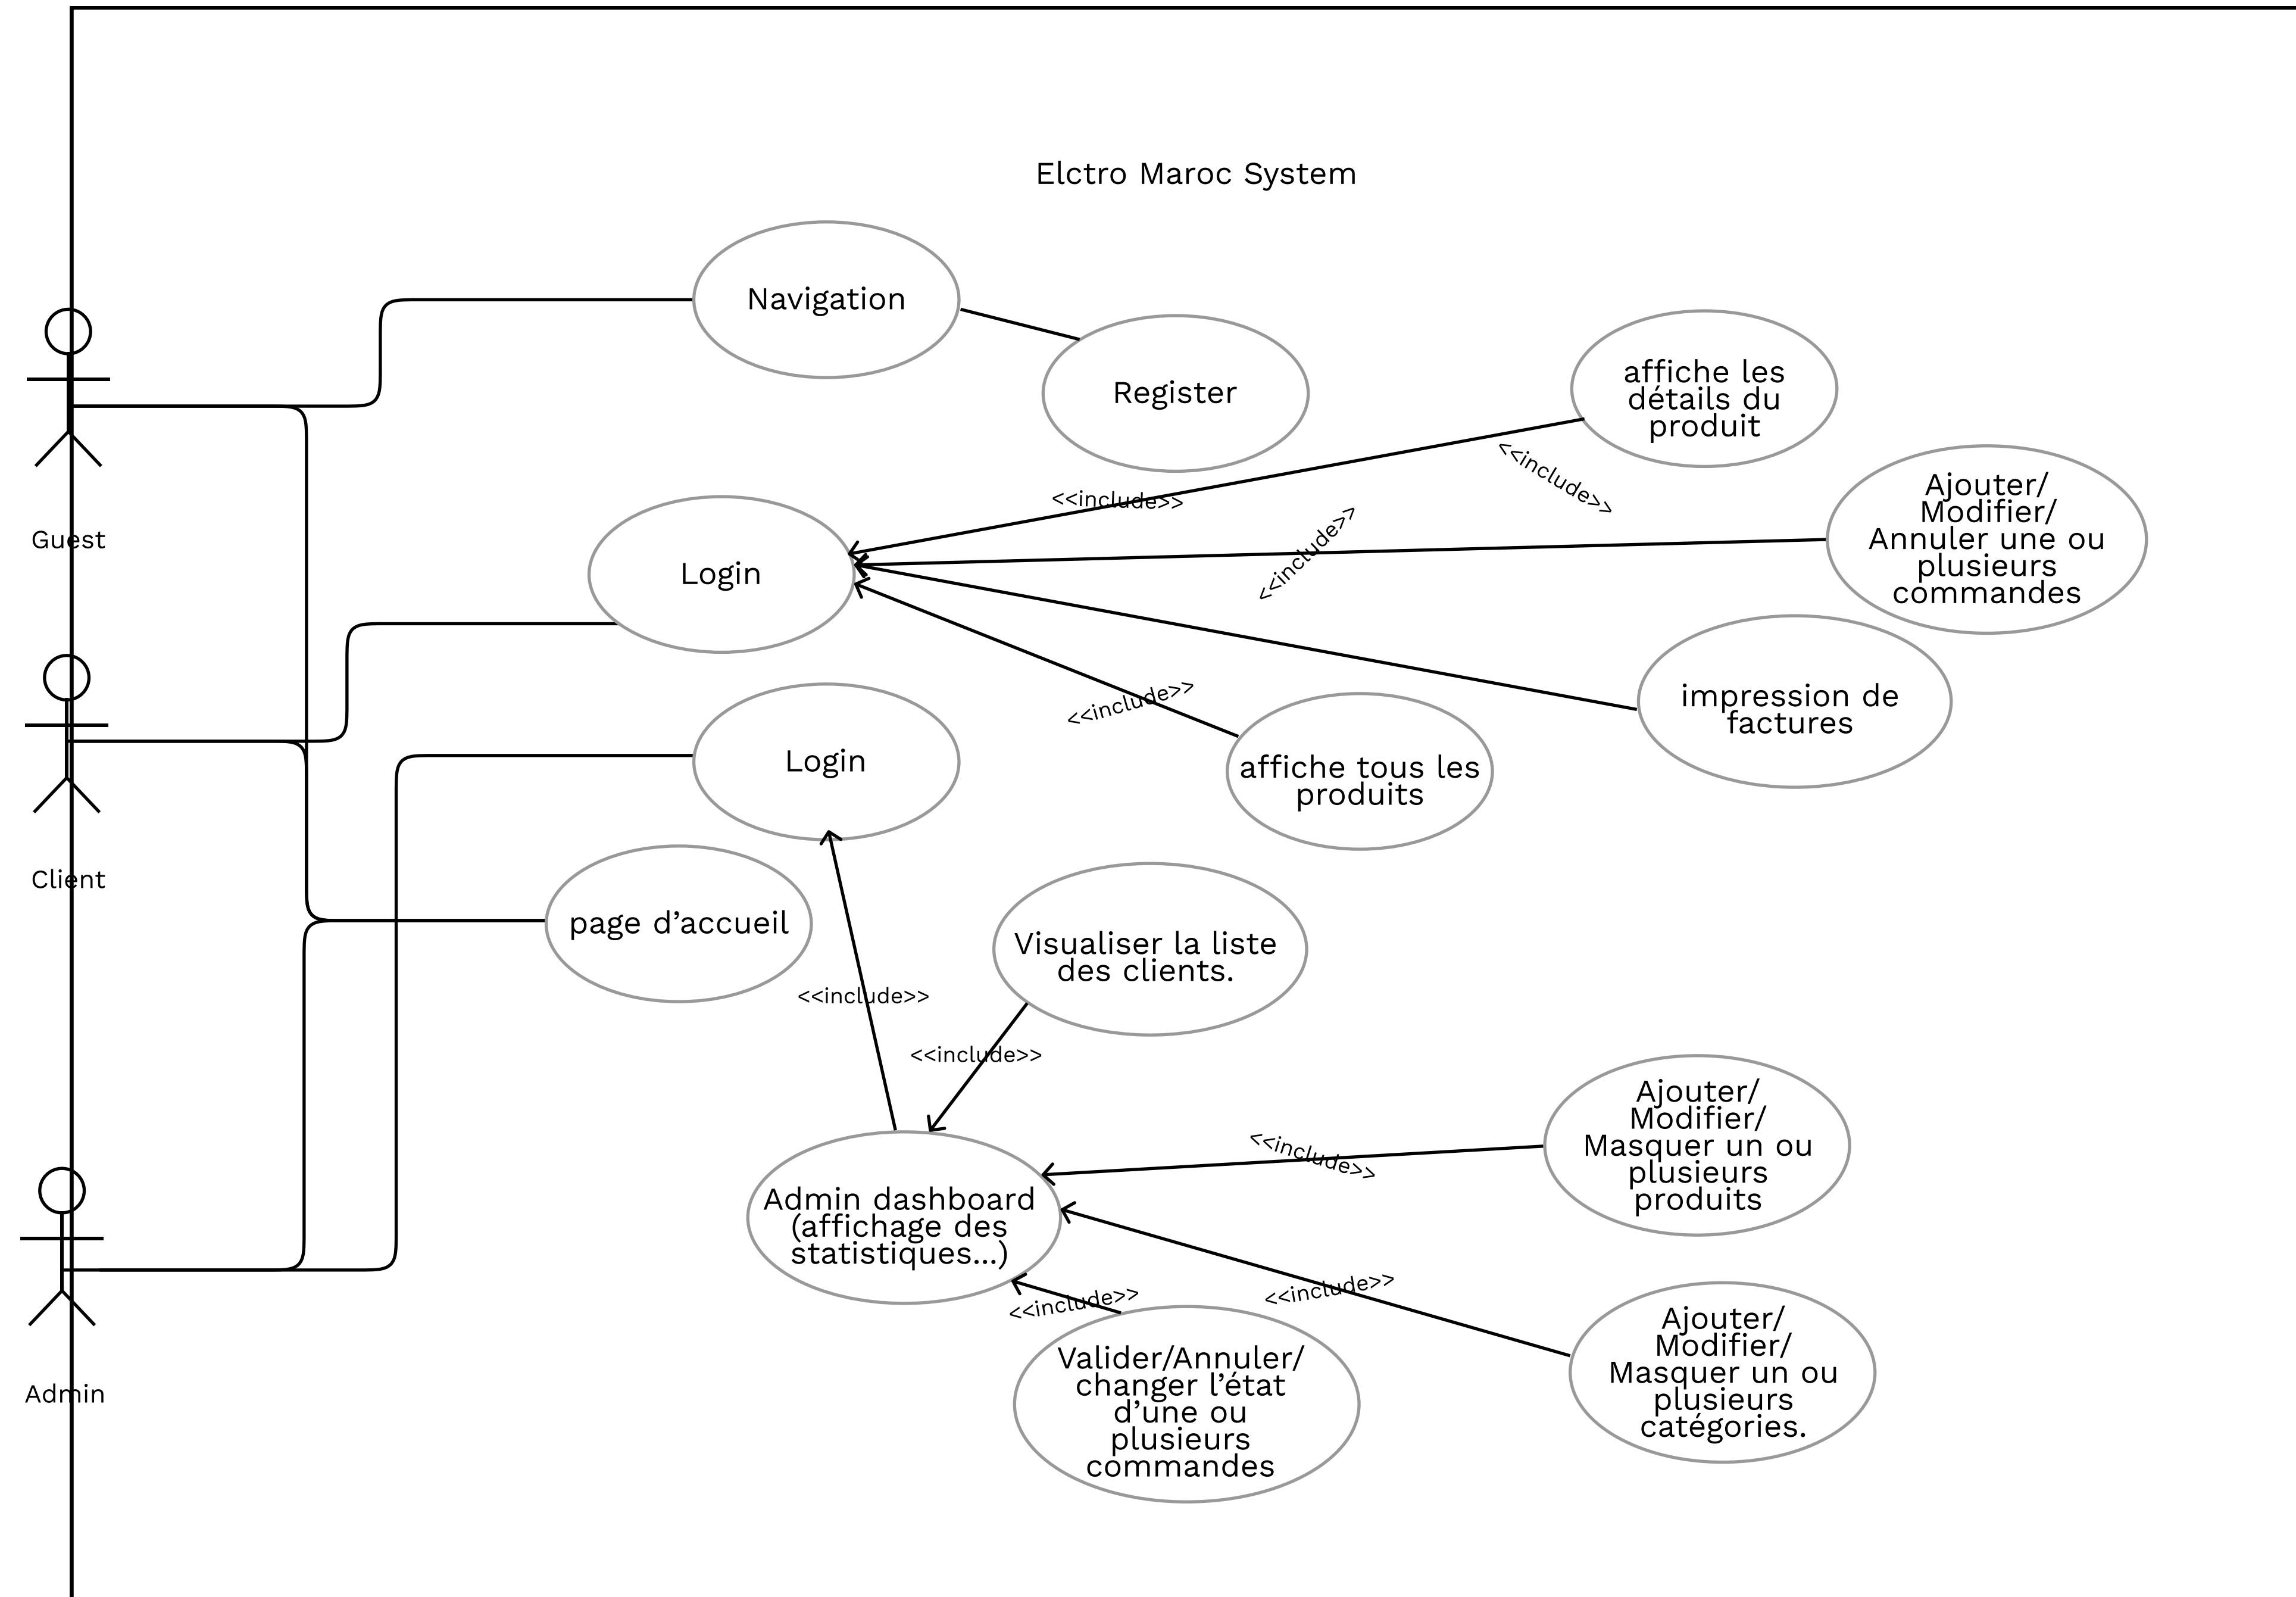 Elctro Maroc System
Navigation
Register
affiche les
détails du
produit
<<include>>
<<include>>
Ajouter/
Modifier/
Annuler une ou
plusieurs
commandes
<<include>>
Guest
Login
<<include>>
impression de
factures
Login
affiche tous les
produits
Client
page d’accueil
Visualiser la liste
des clients.
<<include>>
<<include>>
Ajouter/
Modifier/
Masquer un ou
plusieurs
produits
<<include>>
Admin dashboard
(affichage des
statistiques...)
<<include>>
<<include>>
Ajouter/
Modifier/
Masquer un ou
plusieurs
catégories.
Valider/Annuler/
changer l’état
d’une ou
plusieurs
commandes
Admin